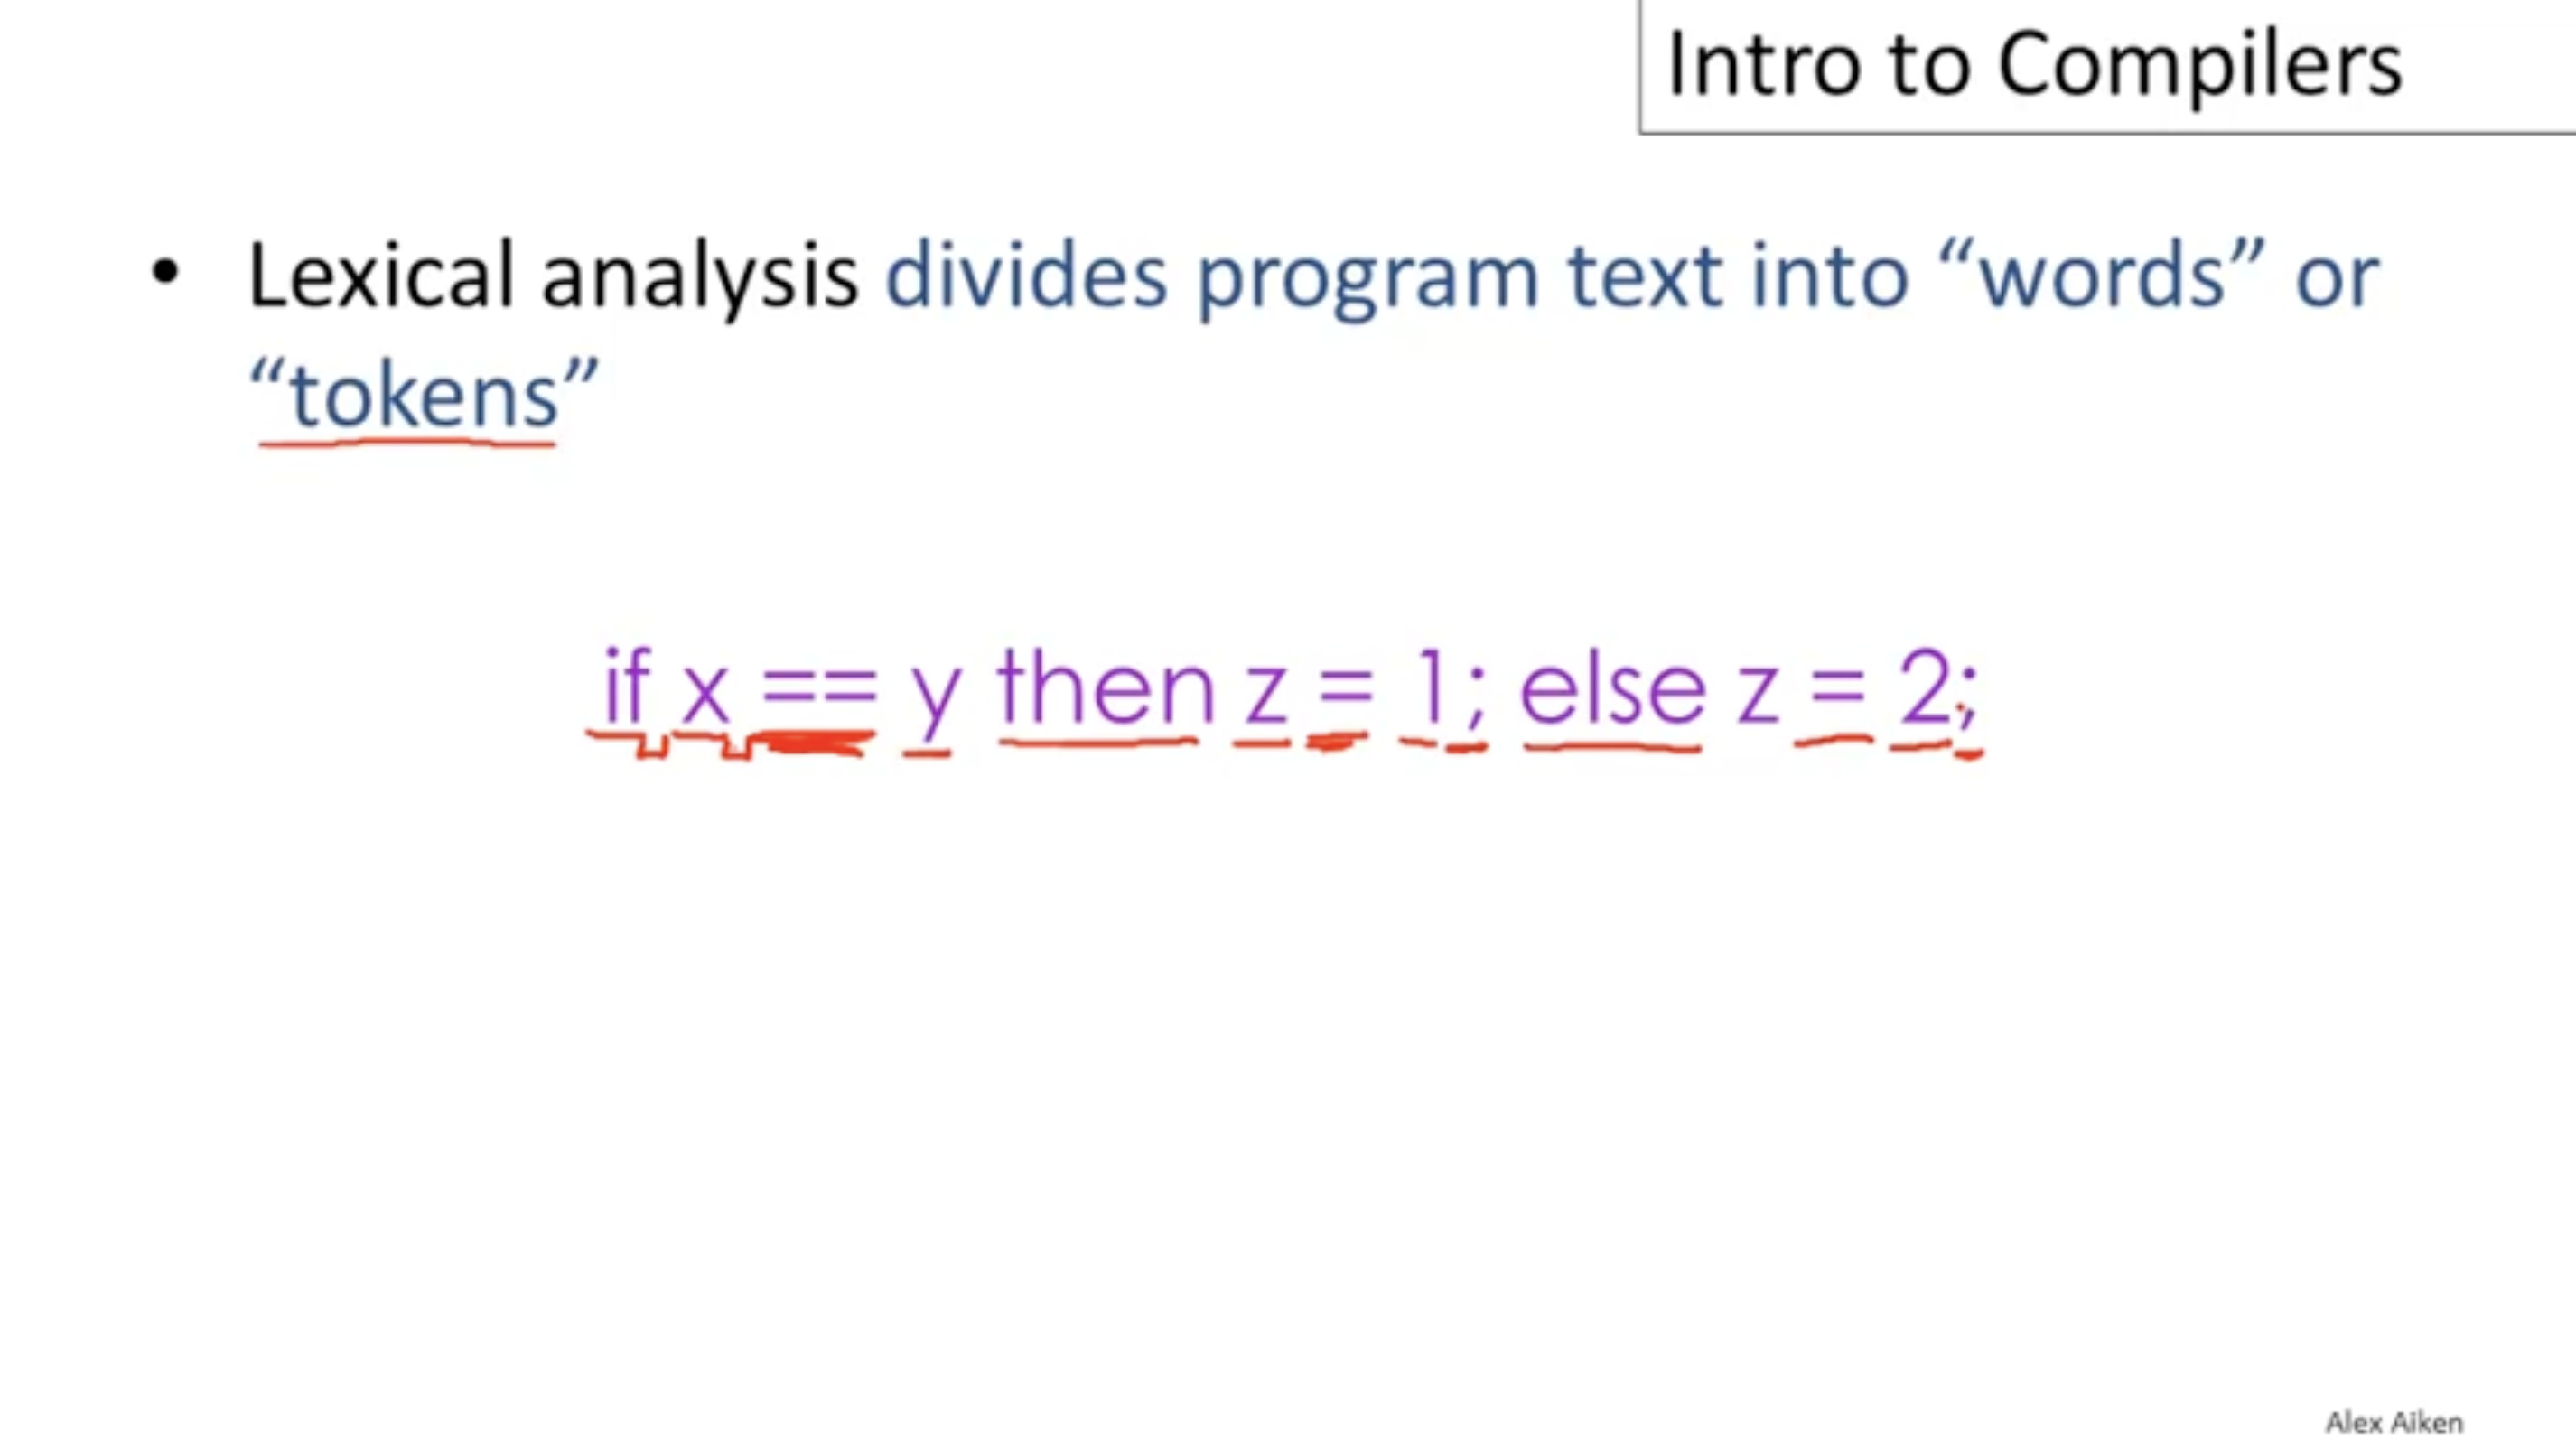 Intro to Compilers
• Lexical analysis divides program text into “words” or
“tokens”
if x == y then z = 1; else z = 2;
Alex Aiken